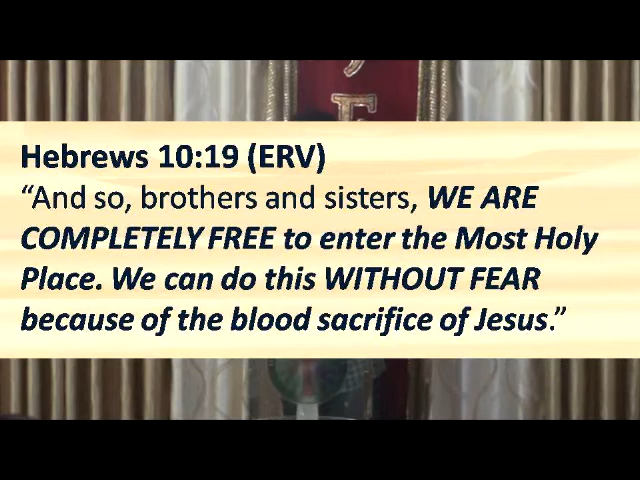 Hebrews 10:19 (ERV)
“And so, brothers and sisters, WE ARE
COMPLETELY FREE to enter the Most Holy
Place. We can do this WITHOUT FEAR
because of the blood sacrifice of Jesus.”